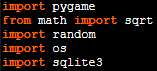 import pygame
from math import sqrt
import random
import os
import sqlite3